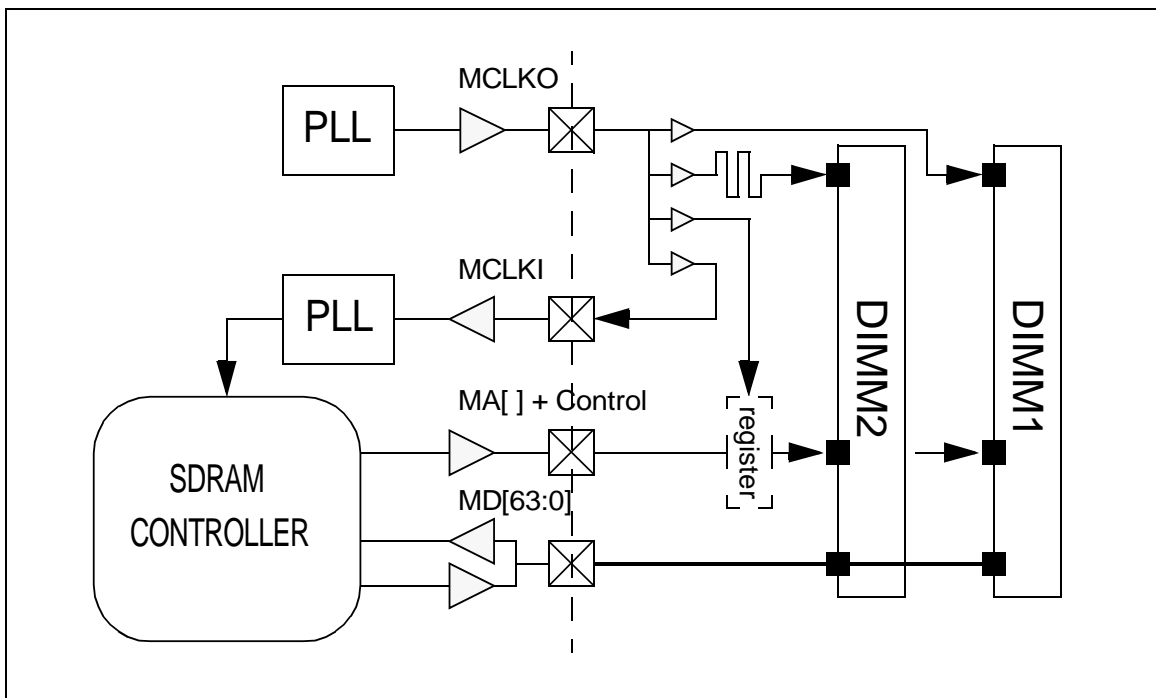 MCLKO
PLL
MCLKI
PLL
MA[ ] + Control
register
DIMM2
DIMM1
MD[63:0]
SDRAM
CONTROLLER